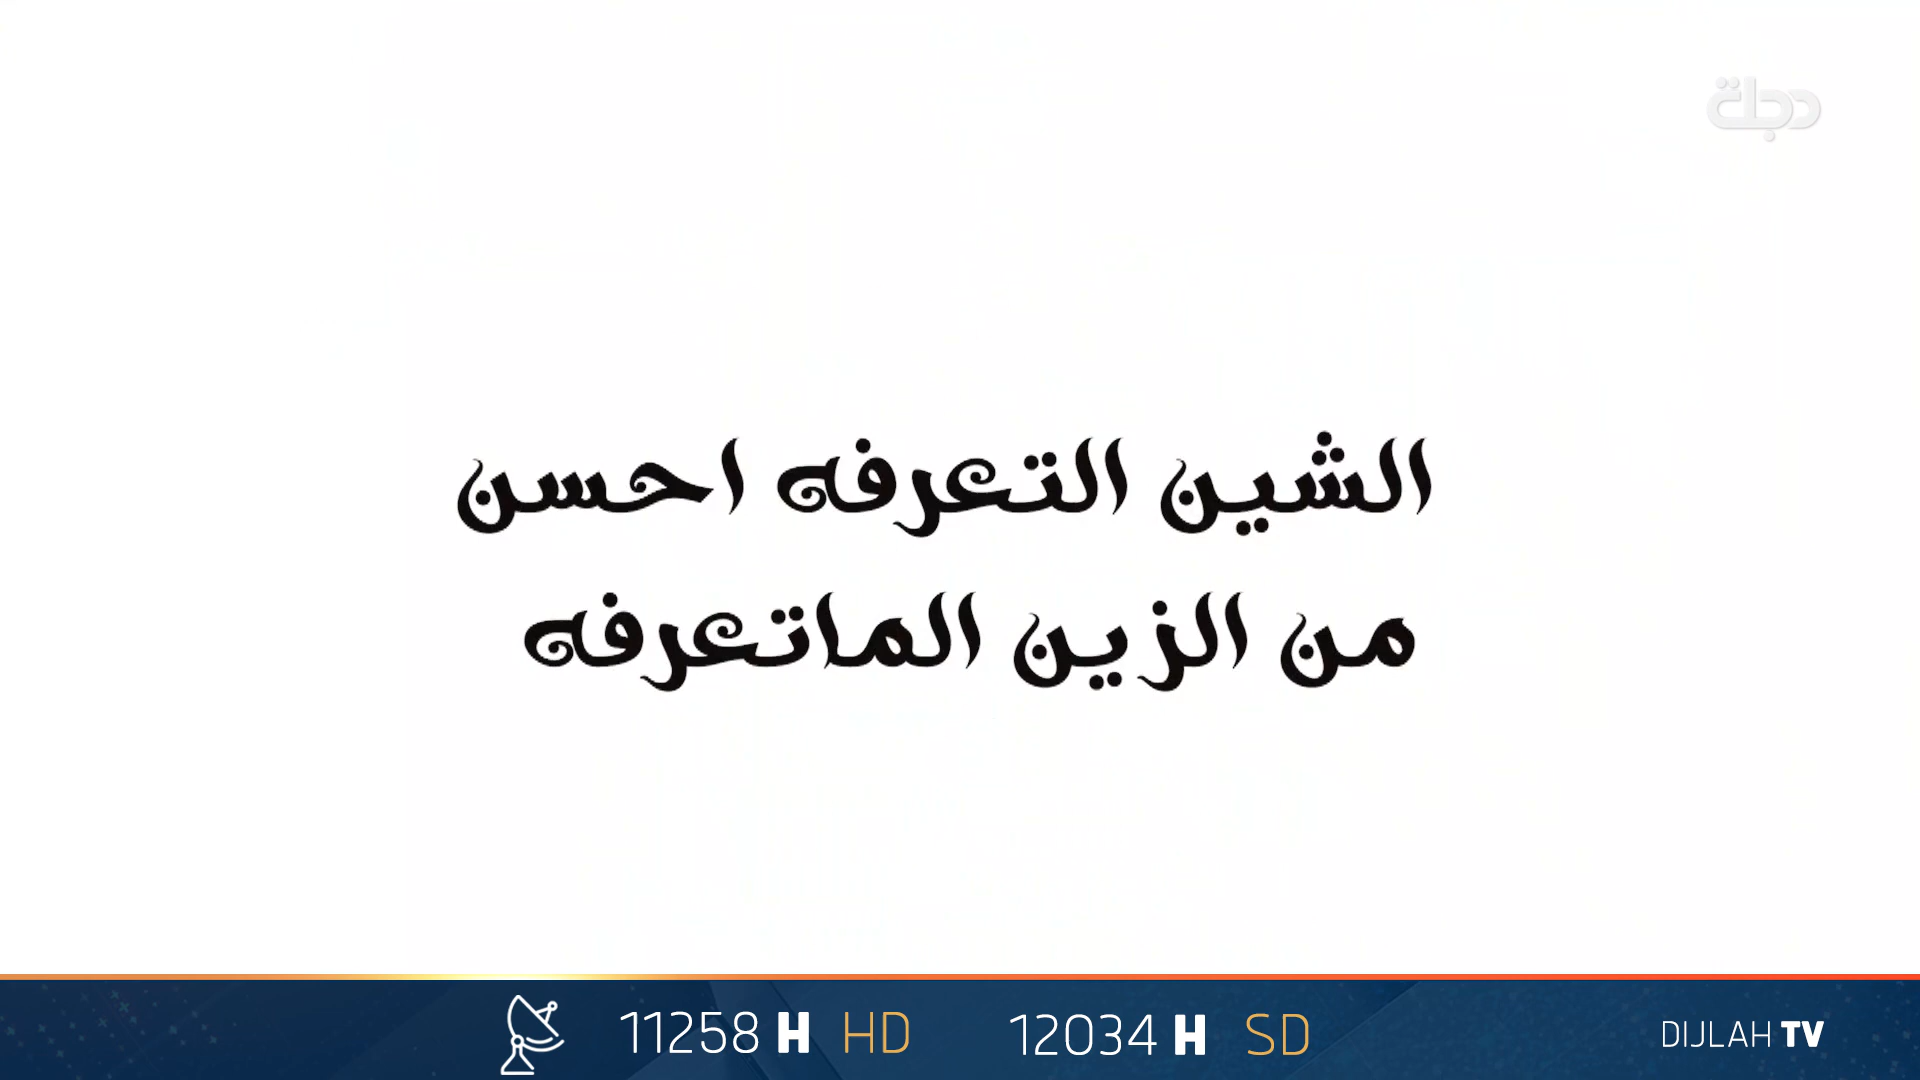 دجلة
الشين التعرفه احسن
من الزين الماتعرفه
11258 H HD 12034 H SD DIJLAH TV